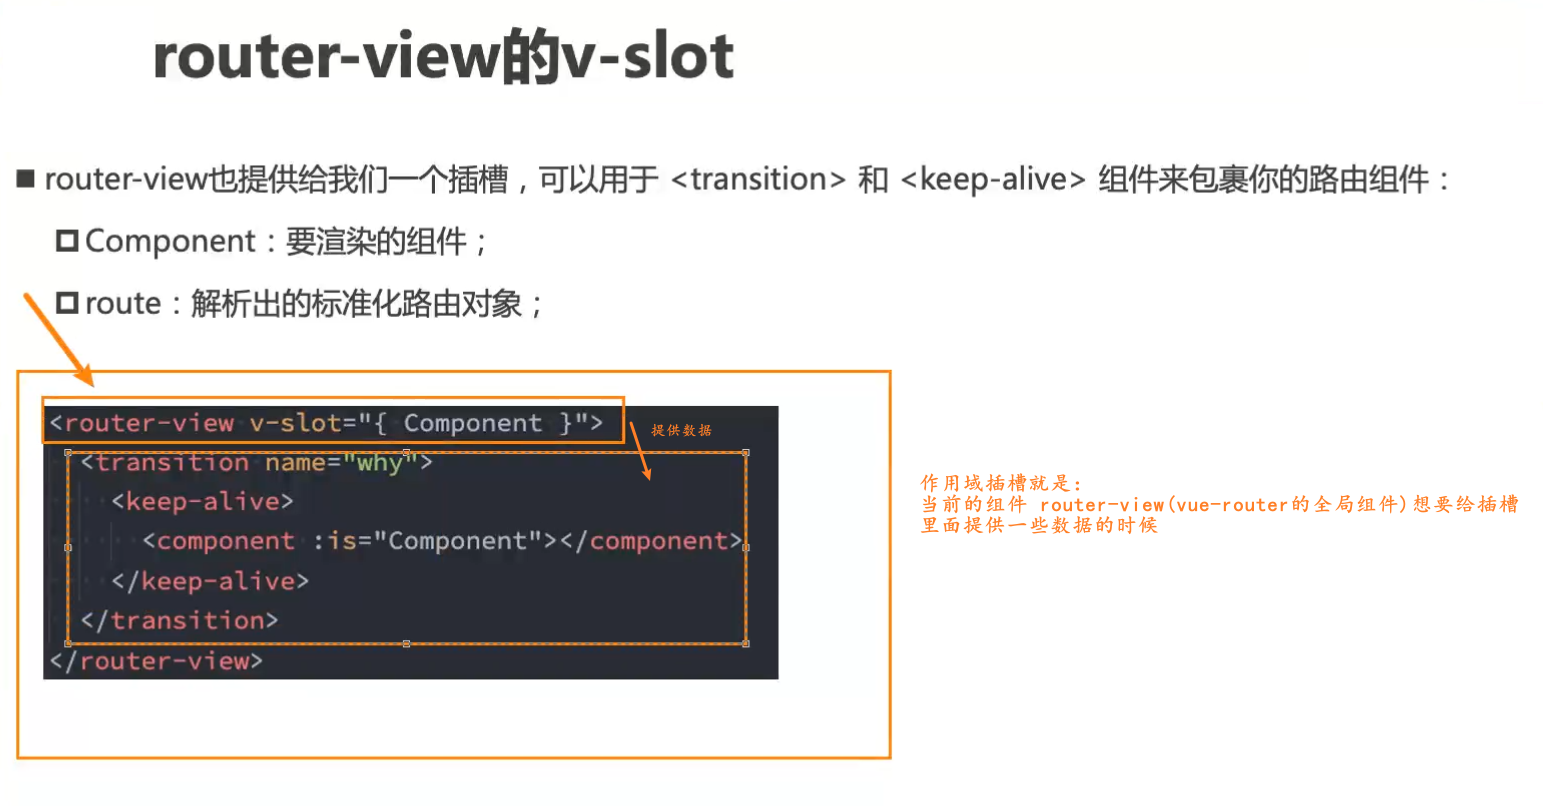 router-view的v-slot
router-view也提供给我们一个插槽，可以用于 <transition> 和 <keep-alive> 组件来包裹你的路由组件：
Component：要渲染的组件；
route：解析出的标准化路由对象；
<router-view v-slot="{ Component }">
提供数据
<transition name="why">
<keep-alive>
<component :is="Component"></component>
</keep-alive>
</transition>
</router-view>
作用域插槽就是:
当前的组件 router-view(vue-router的全局组件)想要给插槽
里面提供一些数据的时候